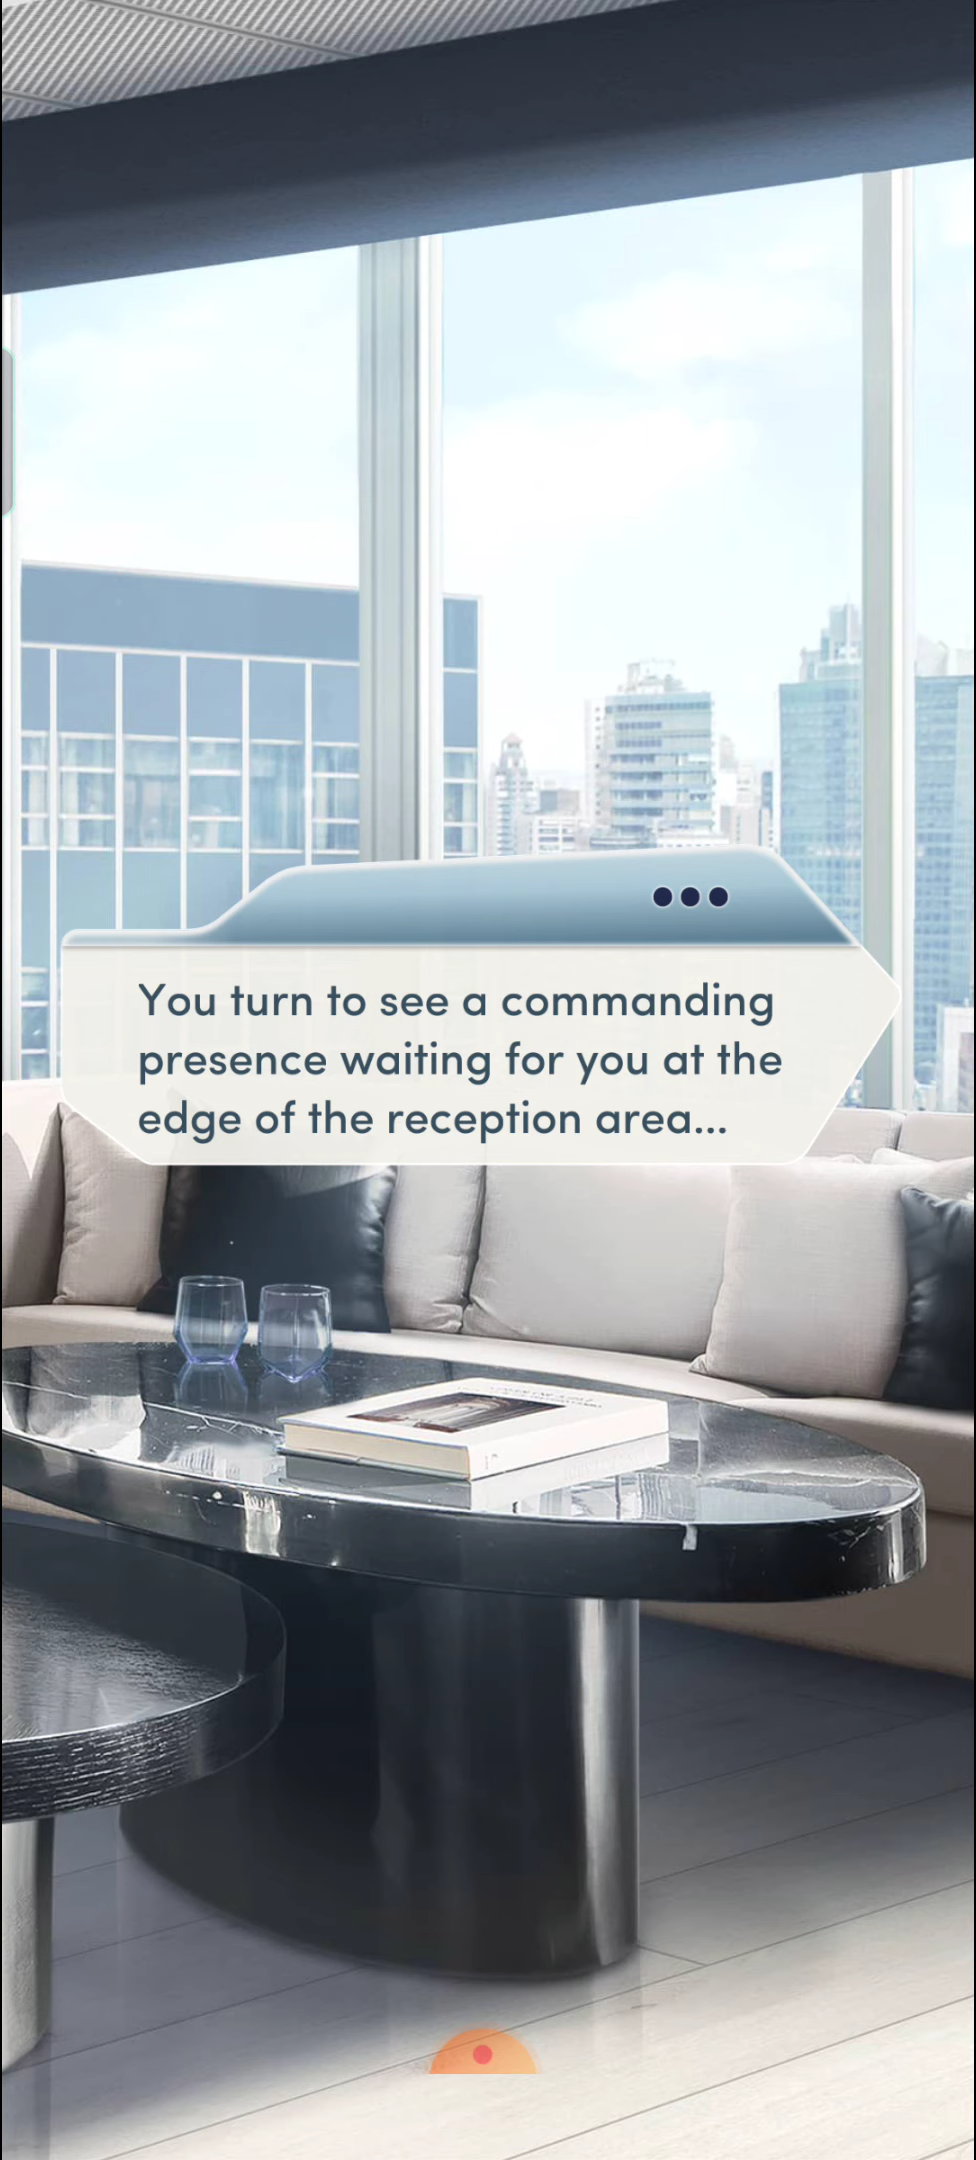 You turn to see a commanding
presence waiting for you at the
edge of the reception area...